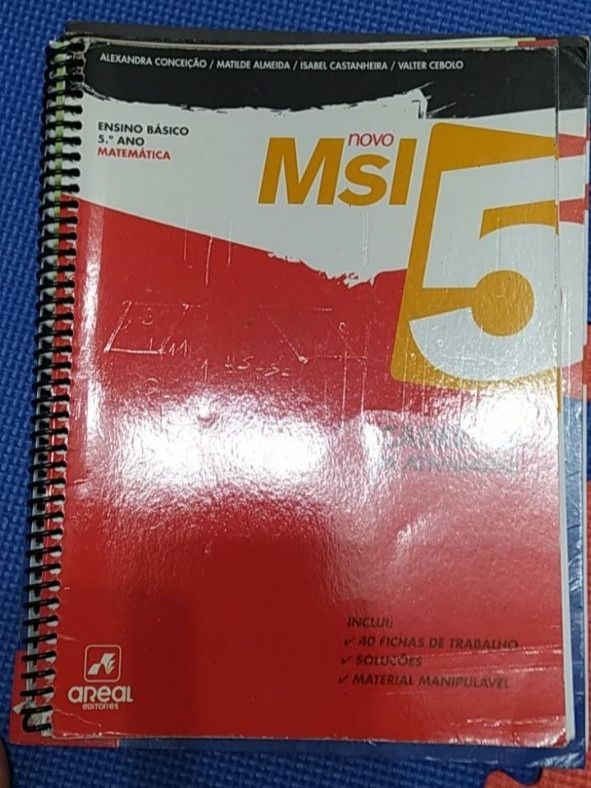 ALEXANDRA CONCEIÇÃO / MATILDE ALMEIDA / ISABEL CASTANHEIRA / VALTER CEBOLO
ENSINO BÁSICO
5.º ANO
MATEMÁTICA
novo
MSI
5
INCLUI:
✓ 40 FICHAS DE TRABALHO
✓ SOLUÇÕES
✓ MATERIAL MANIPULÁVEL
areal
EDITORES